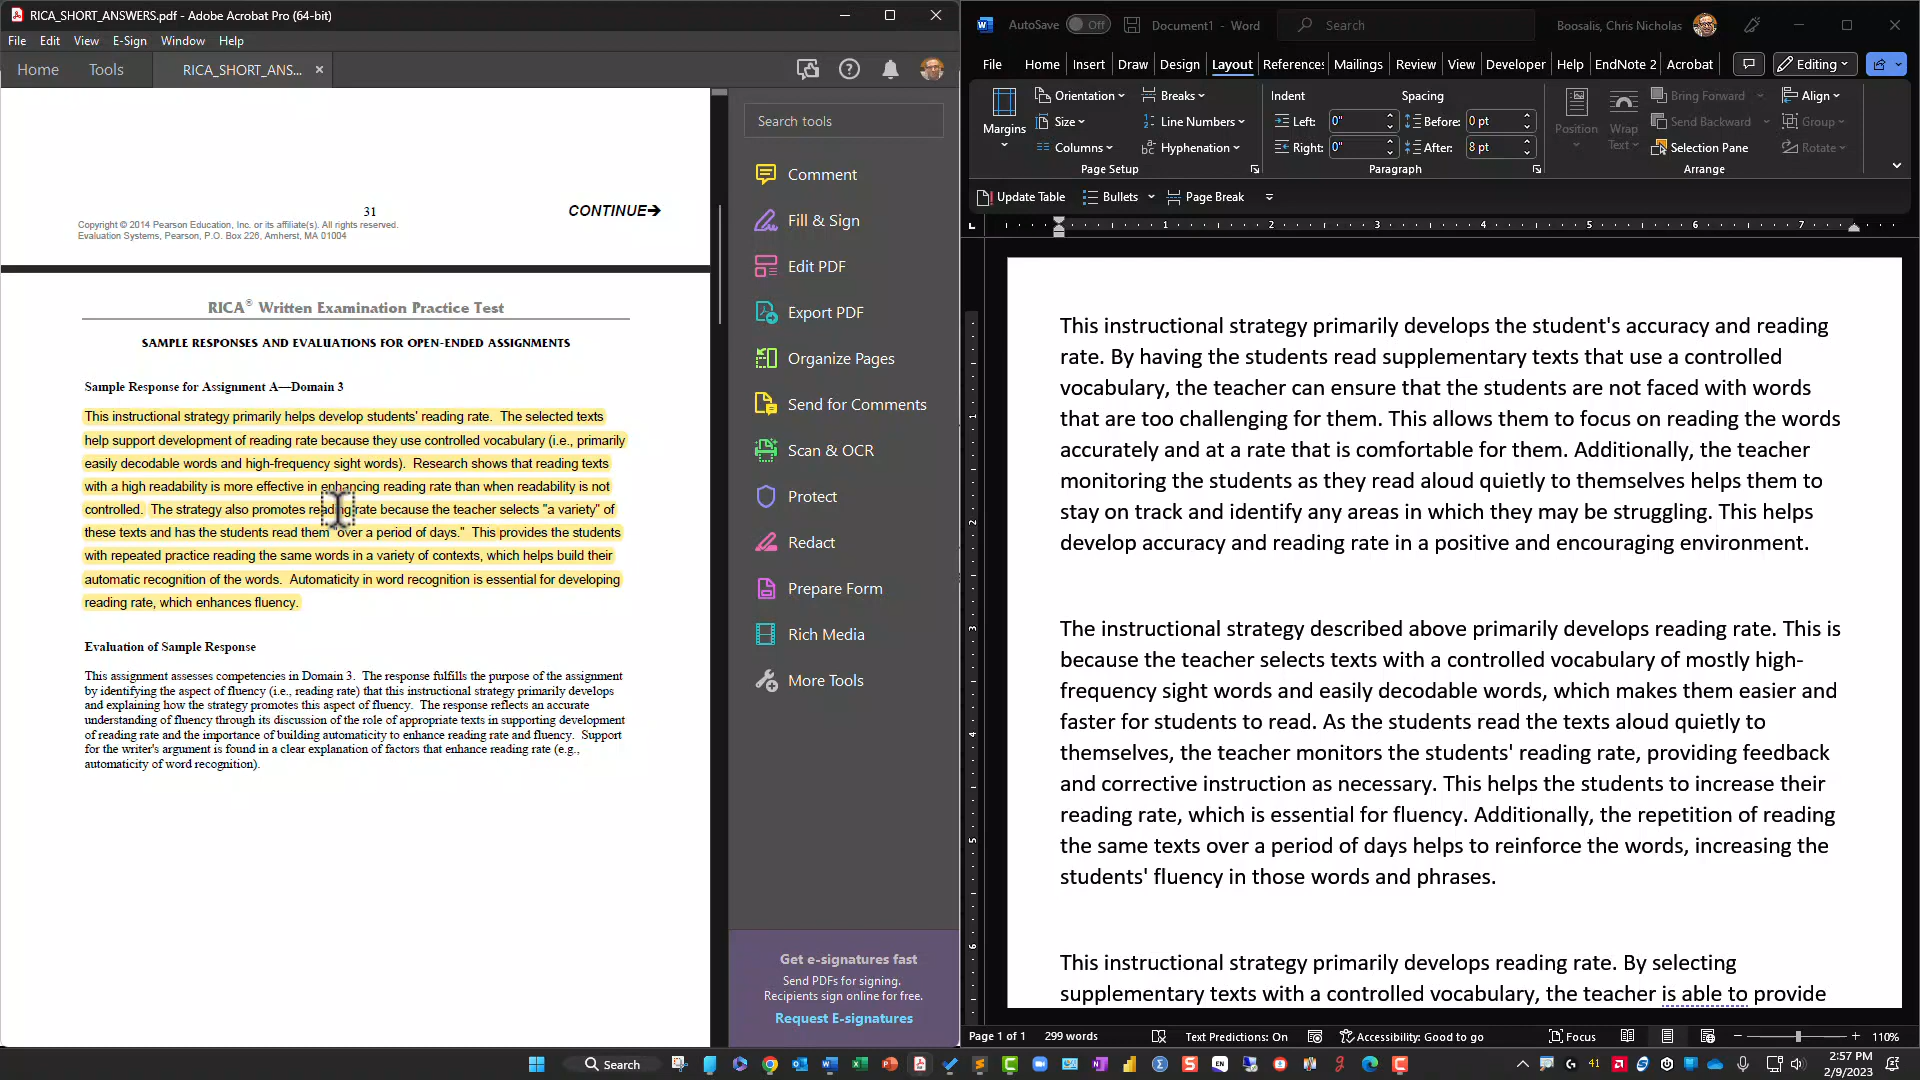 RICA_SHORT_ANSWERS.pdf - Adobe Acrobat Pro (64-bit)
File Edit View E-Sign Window Help
Home Tools RICA_SHORT_ANS... ×
31
CONTINUE➔
Copyright © 2014 Pearson Education, Inc. or its affiliate(s). All rights reserved.
Evaluation Systems, Pearson, P.O. Box 226, Amherst, MA 01004
RICA® Written Examination Practice Test
SAMPLE RESPONSES AND EVALUATIONS FOR OPEN-ENDED ASSIGNMENTS
Sample Response for Assignment A—Domain 3
This instructional strategy primarily helps develop students' reading rate. The selected texts
help support development of reading rate because they use controlled vocabulary (i.e., primarily
easily decodable words and high-frequency sight words). Research shows that reading texts
with a high readability is more effective in enhancing reading rate than when readability is not
controlled. The strategy also promotes reading rate because the teacher selects "a variety" of
these texts and has the students read them "over a period of days." This provides the students
with repeated practice reading the same words in a variety of contexts, which helps build their
automatic recognition of the words. Automaticity in word recognition is essential for developing
reading rate, which enhances fluency.
Evaluation of Sample Response
This assignment assesses competencies in Domain 3. The response fulfills the purpose of the assignment
by identifying the aspect of fluency (i.e., reading rate) that this instructional strategy primarily develops
and explaining how the strategy promotes this aspect of fluency. The response reflects an accurate
understanding of fluency through its discussion of the role of appropriate texts in supporting development
of reading rate and the importance of building automaticity to enhance reading rate and fluency. Support
for the writer's argument is found in a clear explanation of factors that enhance reading rate (e.g.,
automaticity of word recognition).
Search tools
Comment
Fill & Sign
Edit PDF
Export PDF
Organize Pages
Send for Comments
Scan & OCR
Protect
Redact
Prepare Form
Rich Media
More Tools
Get e-signatures fast
Send PDFs for signing.
Recipients sign online for free.
Request E-signatures
AutoSave Off Document1 - Word Search Boosalis, Chris Nicholas
File Home Insert Draw Design Layout References Mailings Review View Developer Help EndNote 2 Acrobat Editing
Margins
Orientation
Size
Columns
Breaks
Line Numbers
Hyphenation
Page Setup
Indent
Left: 0"
Right: 0"
Spacing
Before: 0 pt
After: 8 pt
Paragraph
Position
Wrap
Text
Bring Forward
Send Backward
Selection Pane
Align
Group
Rotate
Arrange
Update Table Bullets Page Break
1 2 3 4 5 6 7
1
2
3
4
5
6
This instructional strategy primarily develops the student's accuracy and reading
rate. By having the students read supplementary texts that use a controlled
vocabulary, the teacher can ensure that the students are not faced with words
that are too challenging for them. This allows them to focus on reading the words
accurately and at a rate that is comfortable for them. Additionally, the teacher
monitoring the students as they read aloud quietly to themselves helps them to
stay on track and identify any areas in which they may be struggling. This helps
develop accuracy and reading rate in a positive and encouraging environment.
The instructional strategy described above primarily develops reading rate. This is
because the teacher selects texts with a controlled vocabulary of mostly high-
frequency sight words and easily decodable words, which makes them easier and
faster for students to read. As the students read the texts aloud quietly to
themselves, the teacher monitors the students' reading rate, providing feedback
and corrective instruction as necessary. This helps the students to increase their
reading rate, which is essential for fluency. Additionally, the repetition of reading
the same texts over a period of days helps to reinforce the words, increasing the
students' fluency in those words and phrases.
This instructional strategy primarily develops reading rate. By selecting
supplementary texts with a controlled vocabulary, the teacher is able to provide
Page 1 of 1 299 words Text Predictions: On Accessibility: Good to go Focus 110%
Search
41
2:57 PM
2/9/2023